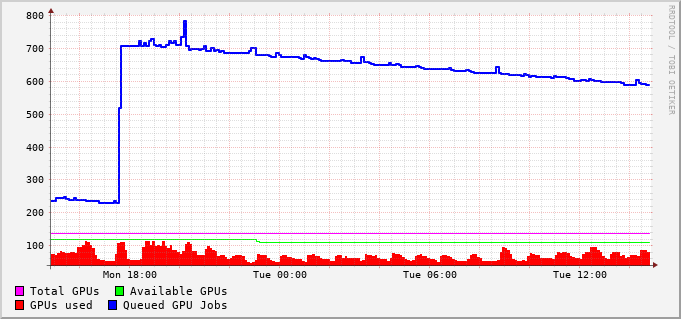 800
700
600
500
400
300
200
100
Mon 18:00 Tue 00:00 Tue 06:00 Tue 12:00
Total GPUs Available GPUs
GPUs used Queued GPU Jobs
RRDTOOL / TOBI OETIKER